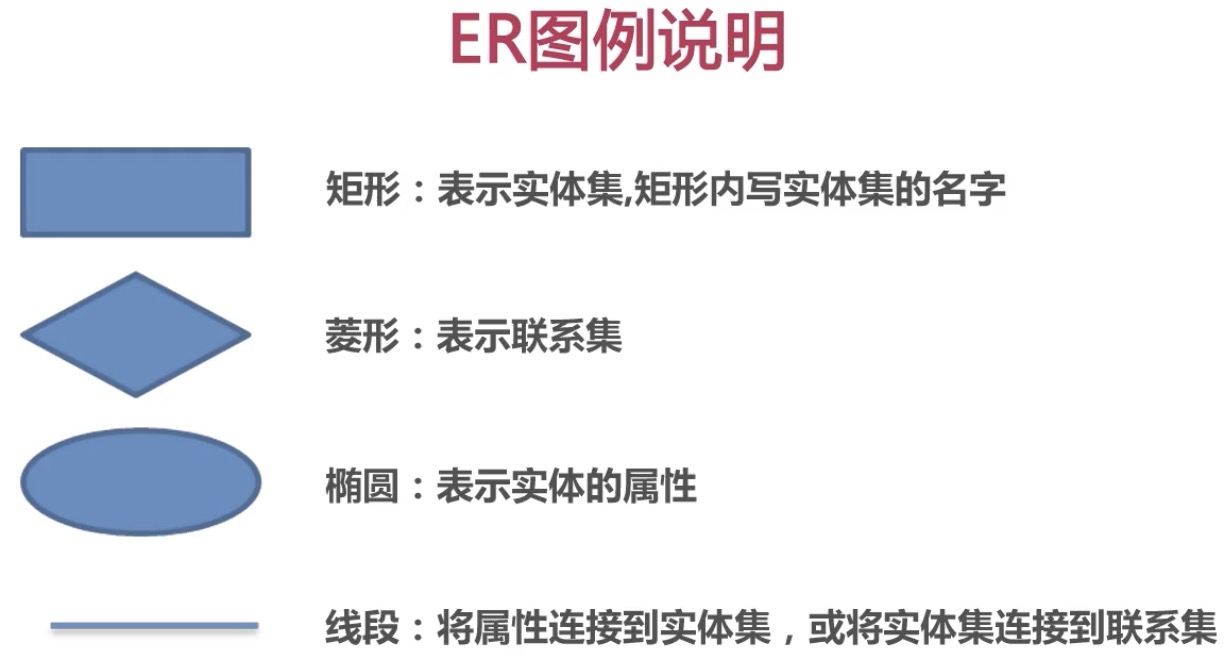 ER图例说明
矩形：表示实体集,矩形内写实体集的名字
菱形：表示联系集
椭圆：表示实体的属性
线段：将属性连接到实体集，或将实体集连接到联系集